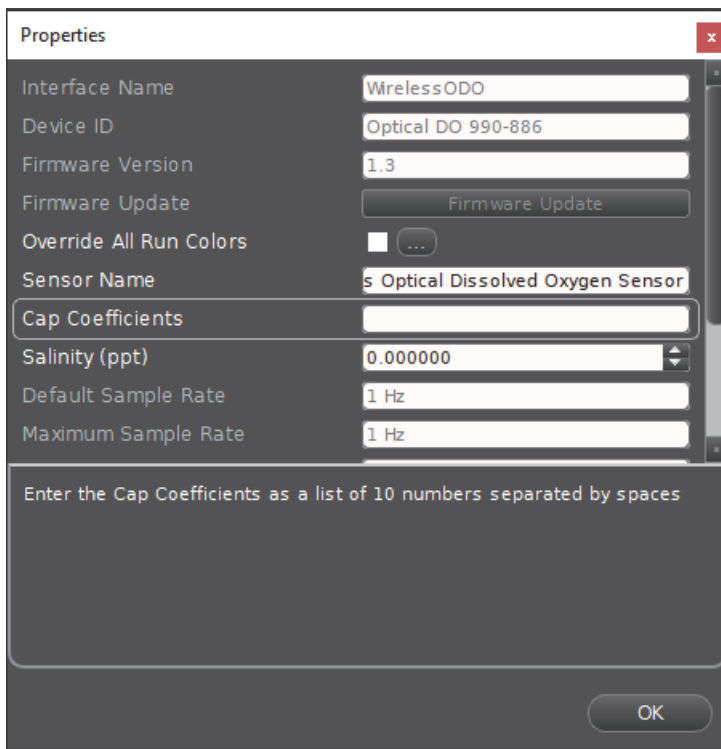 Properties
x
Interface Name WirelessODO
Device ID Optical DO 990-886
Firmware Version 1.3
Firmware Update Firmware Update
Override All Run Colors ...
Sensor Name s Optical Dissolved Oxygen Sensor
Cap Coefficients
Salinity (ppt) 0.000000
Default Sample Rate 1 Hz
Maximum Sample Rate 1 Hz
Enter the Cap Coefficients as a list of 10 numbers separated by spaces
OK